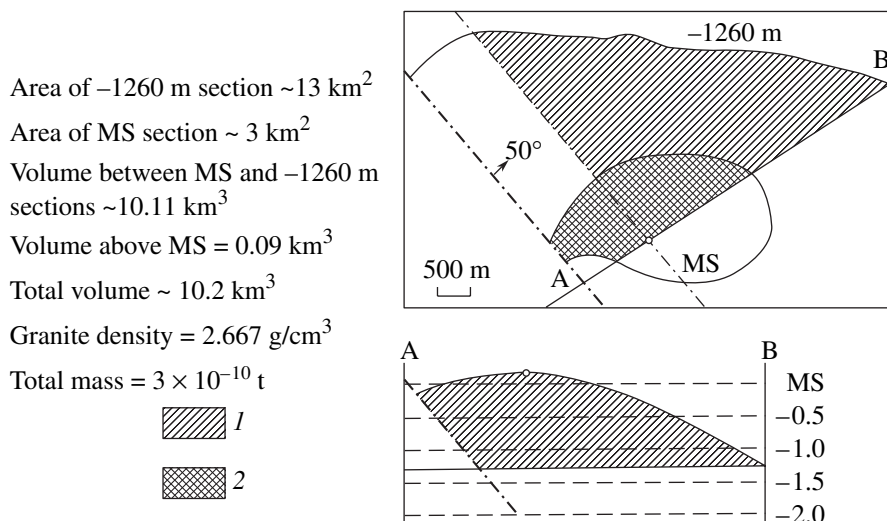 Area of –1260 m section ~13 km²
Area of MS section ~ 3 km²
Volume between MS and –1260 m
sections ~10.11 km³
Volume above MS = 0.09 km³
Total volume ~ 10.2 km³
Granite density = 2.667 g/cm³
Total mass = 3 × 10⁻¹⁰ t
1
2
–1260 m
B
50°
500 m
A
MS
A
B
MS
–0.5
–1.0
–1.5
–2.0